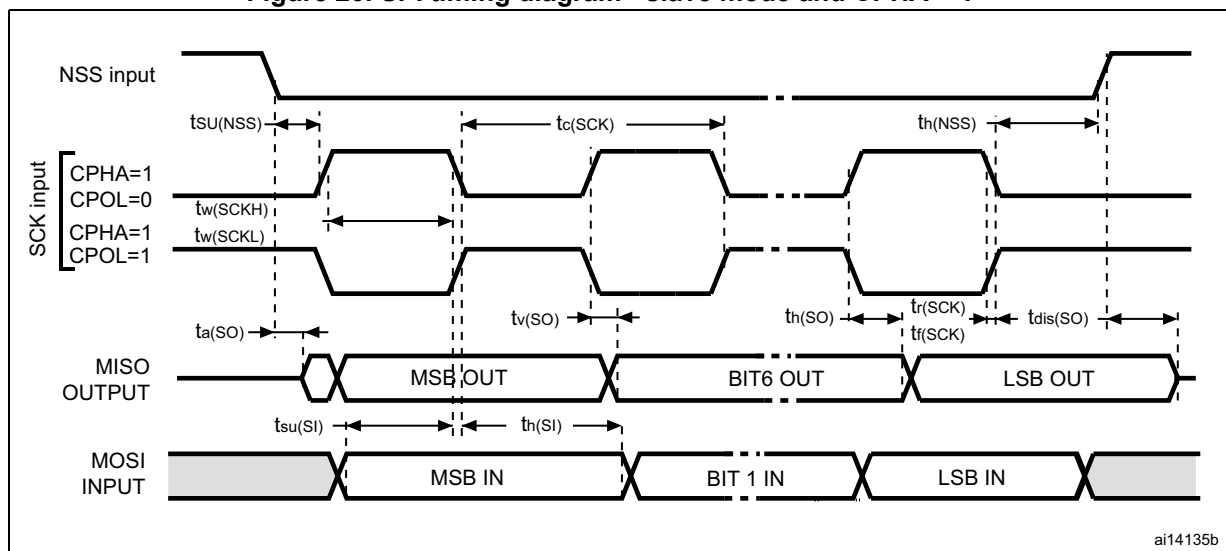 NSS input
tSU(NSS)
tc(SCK)
th(NSS)
SCK input
CPHA=1
CPOL=0
tw(SCKH)
CPHA=1
tw(SCKL)
CPOL=1
ta(SO)
tv(SO)
th(SO)
tr(SCK)
tf(SCK)
tdis(SO)
MISO
OUTPUT
MSB OUT
BIT6 OUT
LSB OUT
tsu(SI)
th(SI)
MOSI
INPUT
MSB IN
BIT 1 IN
LSB IN
ai14135b